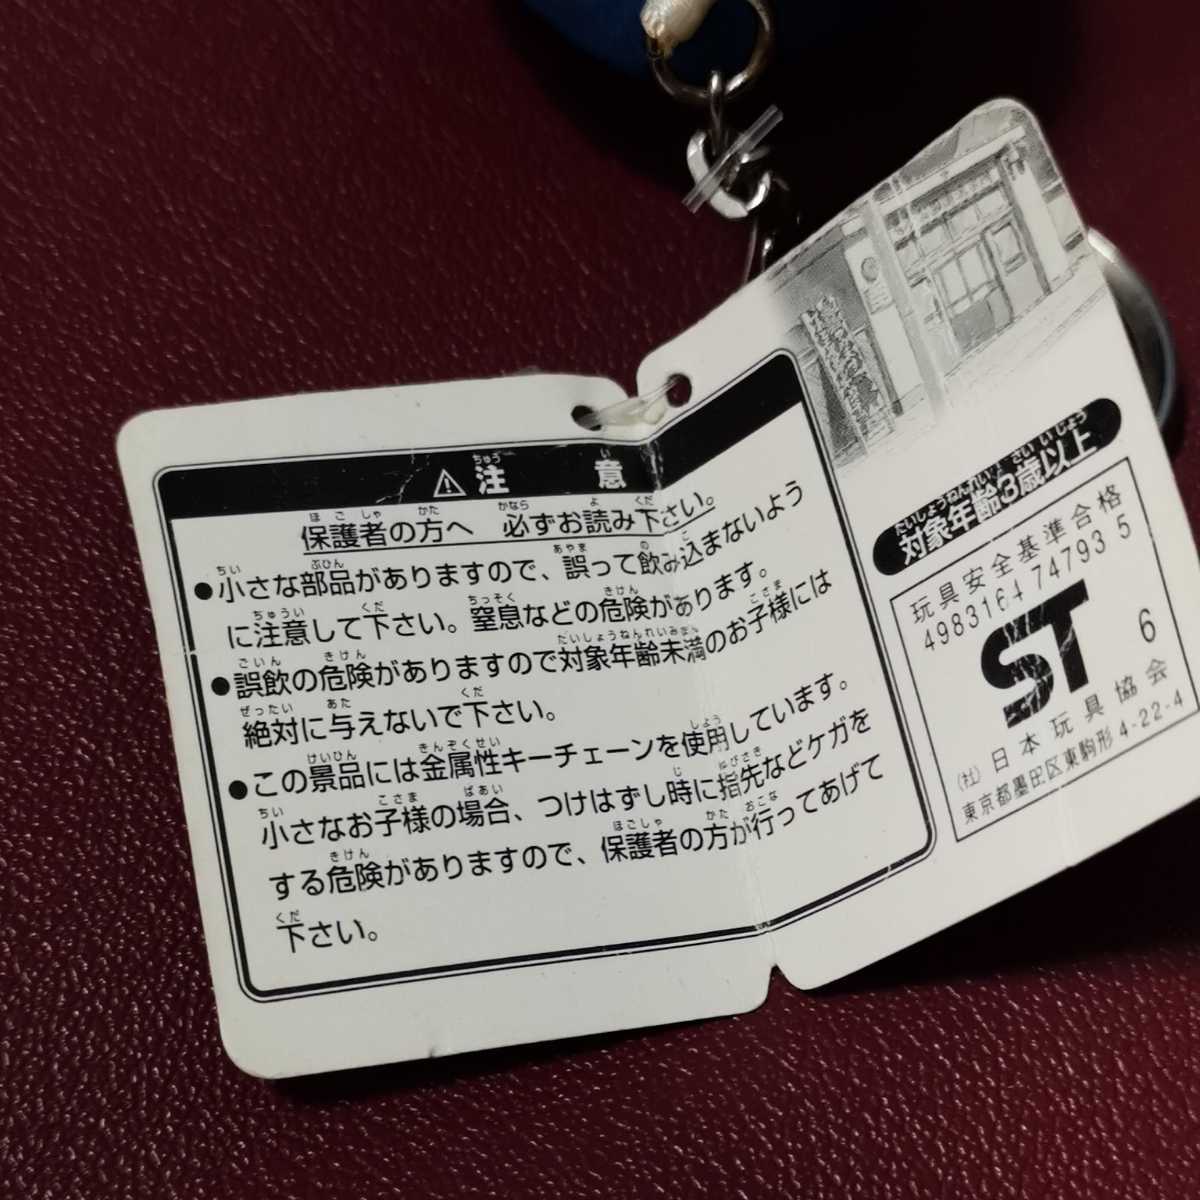 注意
保護者の方へ 必ずお読み下さい。
●小さな部品がありますので、誤って飲み込まないよう
に注意して下さい。窒息などの危険があります。
●誤飲の危険がありますので対象年齢未満のお子様には
絶対に与えないで下さい。
●この景品には金属性キーチェーンを使用しています。
小さなお子様の場合、つけはずし時に指先などケガを
する危険がありますので、保護者の方が行ってあげて
下さい。
対象年齢3歳以上
玩具安全基準合格
4983164 74793 5
ST 6
(社)日本玩具協会
東京都墨田区東駒形4-22-4